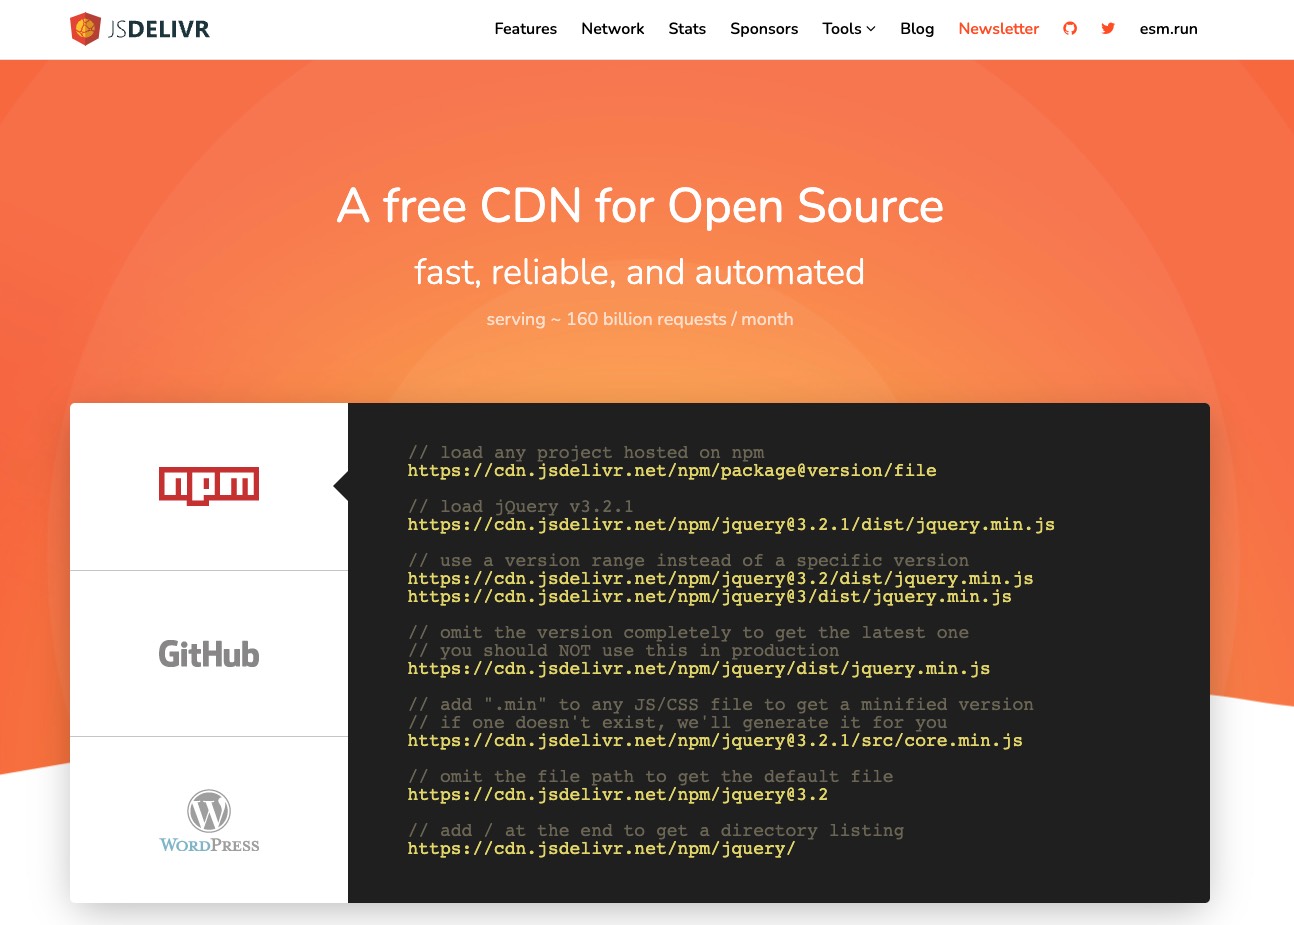 JSDELIVR
Features Network Stats Sponsors Tools Blog Newsletter esm.run
A free CDN for Open Source
fast, reliable, and automated
serving ~ 160 billion requests / month
npm
// load any project hosted on npm
https://cdn.jsdelivr.net/npm/package@version/file
// load jQuery v3.2.1
https://cdn.jsdelivr.net/npm/jquery@3.2.1/dist/jquery.min.js
// use a version range instead of a specific version
https://cdn.jsdelivr.net/npm/jquery@3.2/dist/jquery.min.js
https://cdn.jsdelivr.net/npm/jquery@3/dist/jquery.min.js
// omit the version completely to get the latest one
// you should NOT use this in production
https://cdn.jsdelivr.net/npm/jquery/dist/jquery.min.js
// add ".min" to any JS/CSS file to get a minified version
// if one doesn't exist, we'll generate it for you
https://cdn.jsdelivr.net/npm/jquery@3.2.1/src/core.min.js
// omit the file path to get the default file
https://cdn.jsdelivr.net/npm/jquery@3.2
// add / at the end to get a directory listing
https://cdn.jsdelivr.net/npm/jquery/
GitHub
WORDPRESS